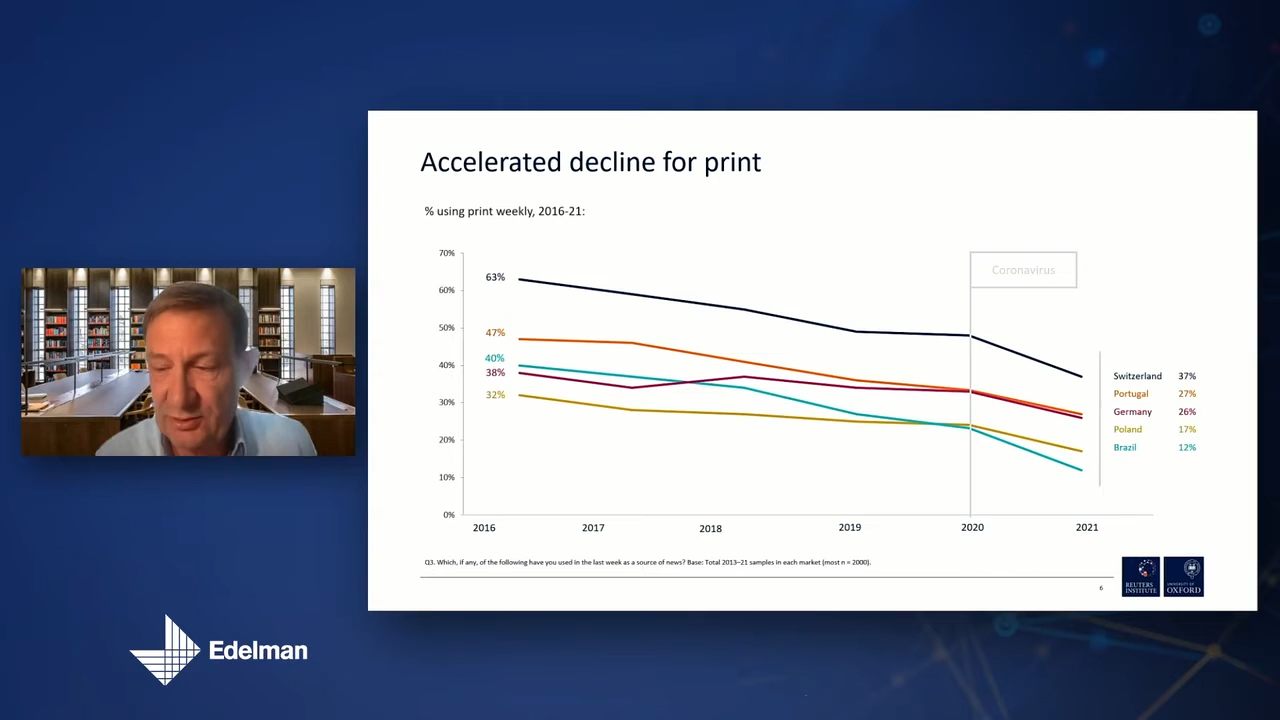 Accelerated decline for print
% using print weekly, 2016-21:
70%
60%
50%
40%
30%
20%
10%
0%
63%
47%
40%
38%
32%
Coronavirus
Switzerland 37%
Portugal 27%
Germany 26%
Poland 17%
Brazil 12%
2016 2017 2018 2019 2020 2021
Q3. Which, if any, of the following have you used in the last week as a source of news? Base: Total 2013–21 samples in each market (most n = 2000).
6
REUTERS
INSTITUTE
UNIVERSITY OF
OXFORD
Edelman